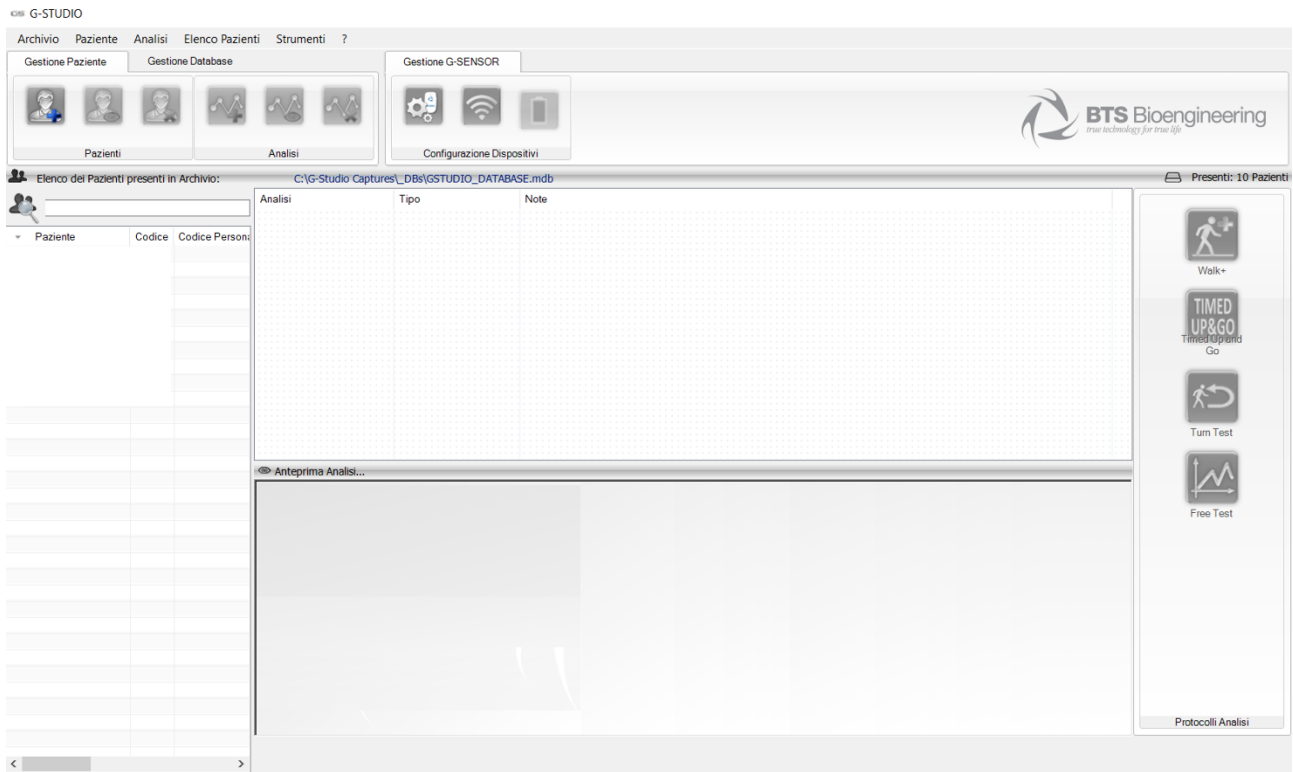 GS G-STUDIO
Archivio Paziente Analisi Elenco Pazienti Strumenti ?
Gestione Paziente Gestione Database Gestione G-SENSOR
BTS Bioengineering
true technology for true life
Pazienti Analisi Configurazione Dispositivi
Elenco dei Pazienti presenti in Archivio: C:\G-Studio Captures\_DBs\GSTUDIO_DATABASE.mdb Presenti: 10 Pazienti
Analisi Tipo Note
Paziente Codice Codice Persona
Walk+
TIMED
UP&GO
Timed Up and
Go
Turn Test
Anteprima Analisi...
Free Test
Protocolli Analisi